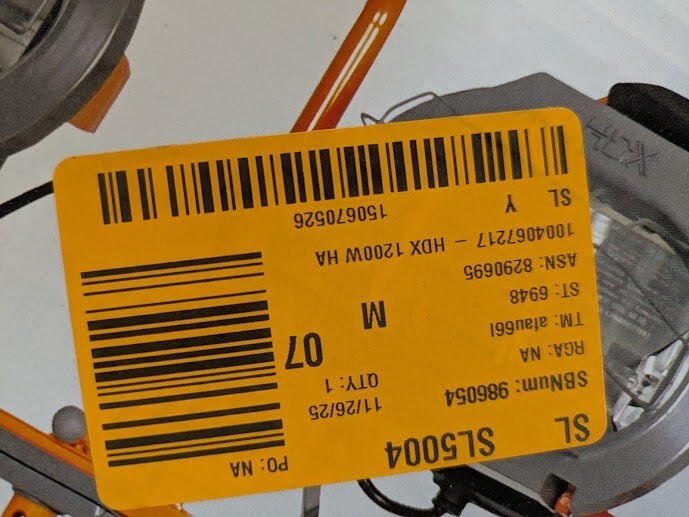 SL SL5004 PO: NA
SBNum: 986054 11/26/25
RGA: NA QTY: 1
TM: afau66l 07
ST: 6948 M
ASN: 8290695
1004067217 - HDX 1200W HA
SL Y
150670526